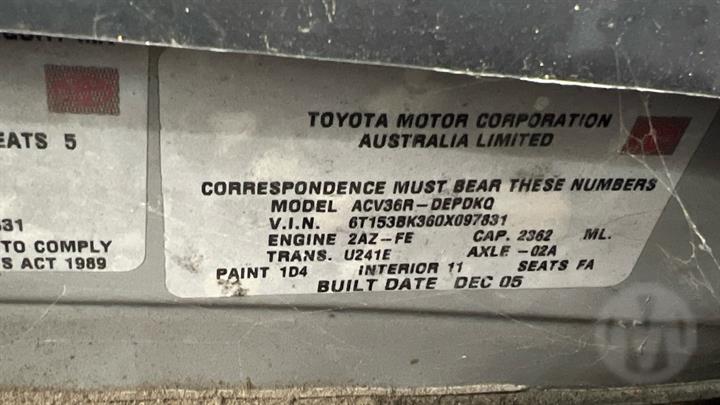 EATS 5
631
TO COMPLY
S ACT 1989
TOYOTA MOTOR CORPORATION
AUSTRALIA LIMITED
CORRESPONDENCE MUST BEAR THESE NUMBERS
MODEL ACV36R-DEPDKQ
V.I.N. 6T153BK360X097831
ENGINE 2AZ-FE CAP. 2362 ML.
TRANS. U241E AXLE -02A
PAINT 1D4 INTERIOR 11 SEATS FA
BUILT DATE DEC 05